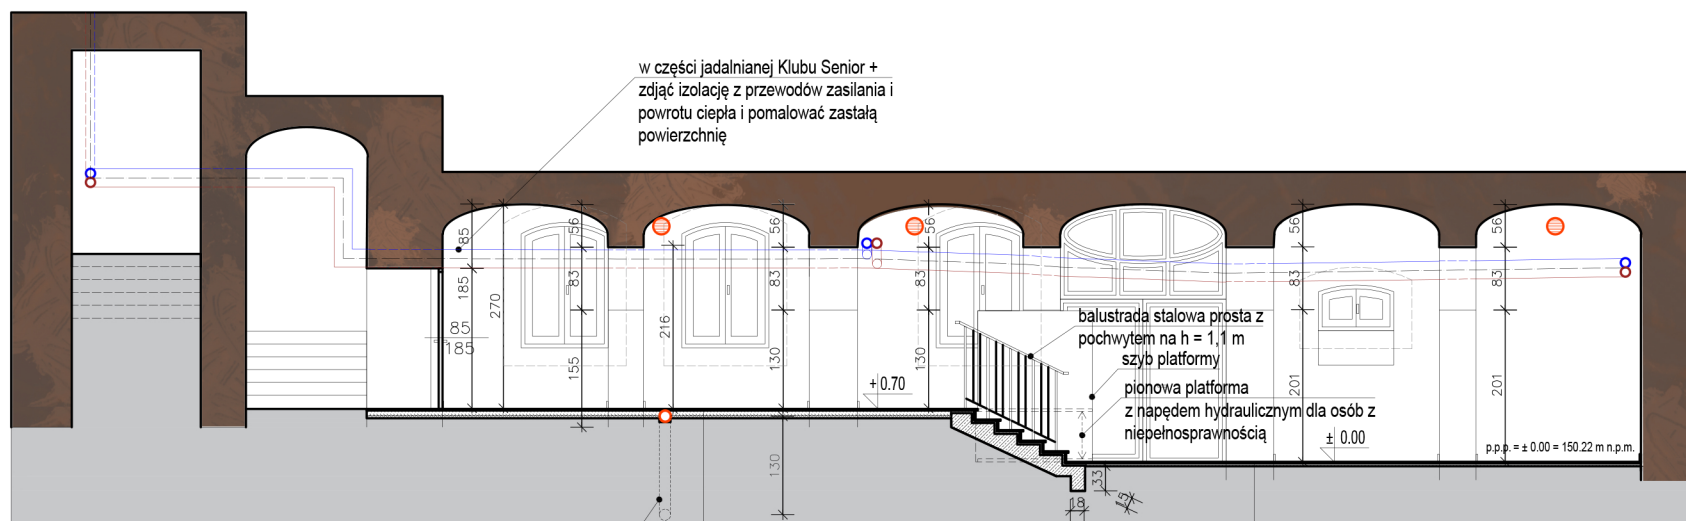 w części jadalnianej Klubu Senior +
zdjąć izolację z przewodów zasilania i
powrotu ciepła i pomalować zastałą
powierzchnię
85
56
56
56
56
56
185
270
83
216
83
83
83
83
85
185
155
130
130
201
201
+ 0.70
balustrada stalowa prosta z
pochwytem na h = 1,1 m
szyb platformy
pionowa platforma
z napędem hydraulicznym dla osób z
niepełnosprawnością
± 0.00
p.p.p. = ± 0.00 = 150.22 m n.p.m.
130
33
18
15